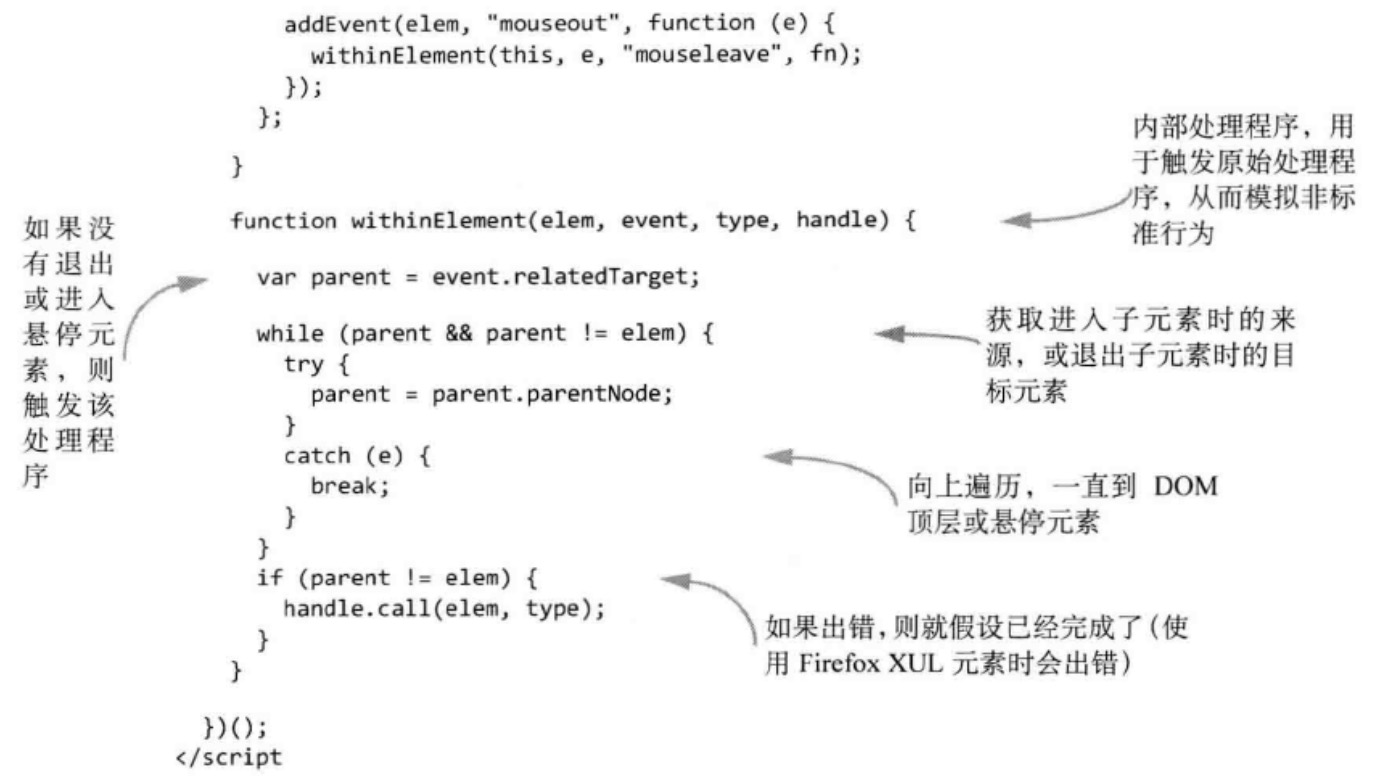 addEvent(elem, "mouseout", function (e) {
withinElement(this, e, "mouseleave", fn);
});
};
}
内部处理程序，用
于触发原始处理程
序，从而模拟非标
准行为
function withinElement(elem, event, type, handle) {
如果没
有退出
或进入
悬停元
素，则
触发该
处理程
序
var parent = event.relatedTarget;
while (parent && parent != elem) {
获取进入子元素时的来
源，或退出子元素时的目
标元素
try {
parent = parent.parentNode;
}
catch (e) {
break;
}
向上遍历，一直到 DOM
顶层或悬停元素
}
if (parent != elem) {
handle.call(elem, type);
}
如果出错，则就假设已经完成了（使
用 Firefox XUL 元素时会出错）
}
})();
</script